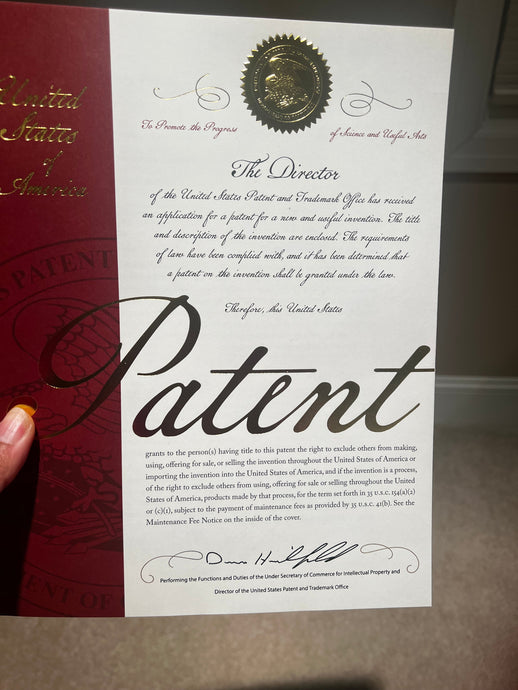 United
States
of
America
To Promote the Progress
of Science and Useful Arts
The Director
of the United States Patent and Trademark Office has received
an application for a patent for a new and useful invention. The title
and description of the invention are enclosed. The requirements
of law have been complied with, and it has been determined that
a patent on the invention shall be granted under the law.
Therefore, this United States
Patent
grants to the person(s) having title to this patent the right to exclude others from making,
using, offering for sale, or selling the invention throughout the United States of America or
importing the invention into the United States of America, and if the invention is a process,
of the right to exclude others from using, offering for sale or selling throughout the United
States of America, products made by that process, for the term set forth in 35 U.S.C. 154(a)(2)
or (c)(1), subject to the payment of maintenance fees as provided by 35 U.S.C. 41(b). See the
Maintenance Fee Notice on the inside of the cover.
Performing the Functions and Duties of the Under Secretary of Commerce for Intellectual Property and
Director of the United States Patent and Trademark Office